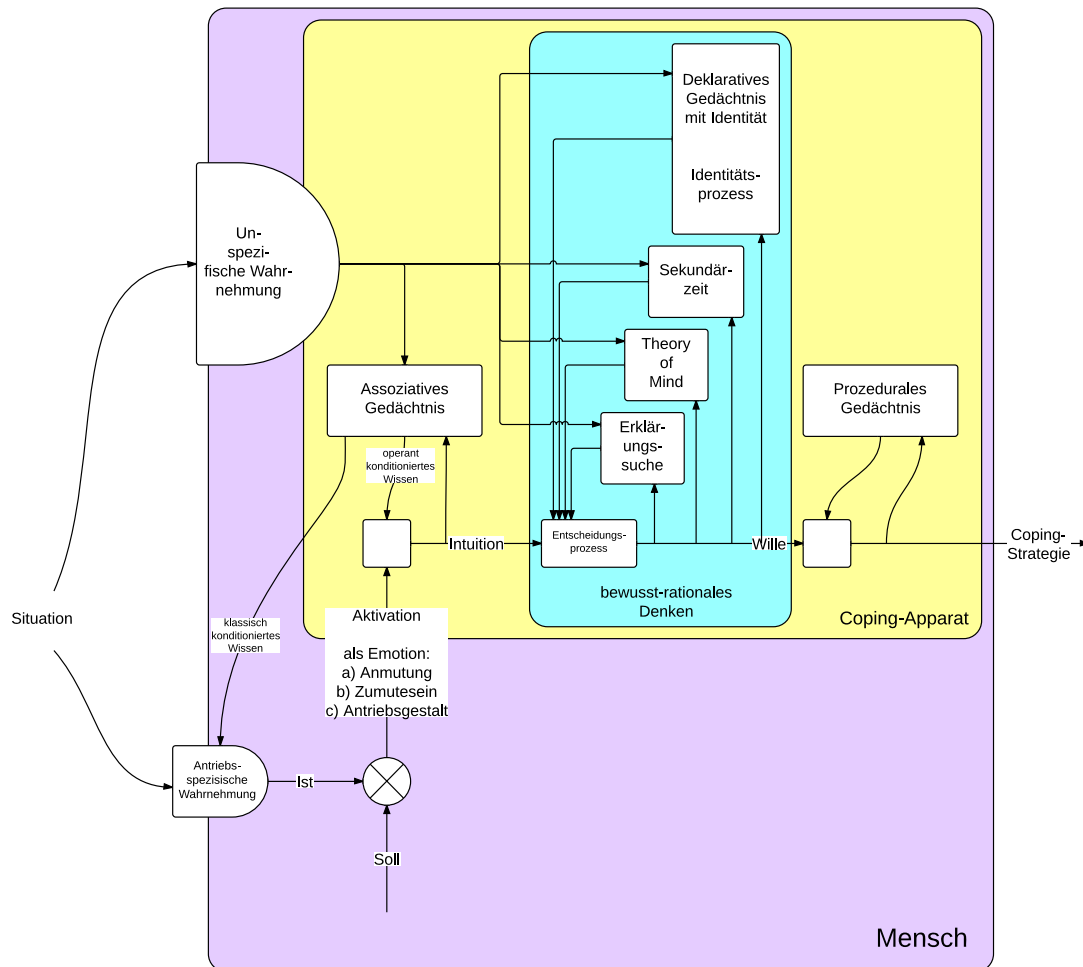 Deklaratives
Gedächtnis
mit Identität
Identitäts-
prozess
Un-
spezi-
fische Wahr-
nehmung
Sekundär-
zeit
Theory
of
Mind
Assoziatives
Gedächtnis
Prozedurales
Gedächtnis
Erklär-
ungs-
suche
operant
konditioniertes
Wissen
Intuition
Entscheidungs-
prozess
Wille
Coping-
Strategie
bewusst-rationales
Denken
Coping-Apparat
Situation
klassisch
konditioniertes
Wissen
Aktivation
als Emotion:
a) Anmutung
b) Zumutesein
c) Antriebsgestalt
Antriebs-
spezisische
Wahrnehmung
Ist
Soll
Mensch